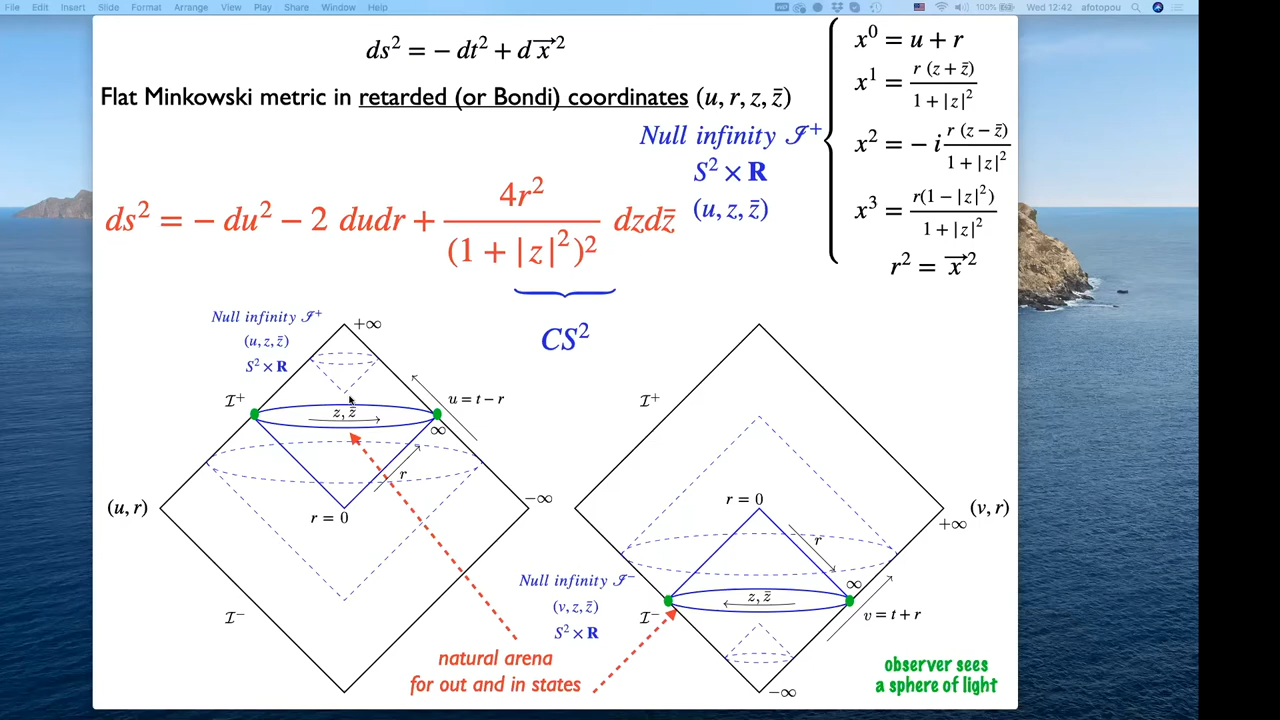 File Edit Insert Slide Format Arrange View Play Share Window Help
100% Wed 12:42 afotopou
ds² = − dt² + dx⃗²
Flat Minkowski metric in retarded (or Bondi) coordinates (u, r, z, z̄)
Null infinity ℐ⁺
S² × R
(u, z, z̄)
x⁰ = u + r
x¹ = r (z + z̄) / 1 + |z|²
x² = − i r (z − z̄) / 1 + |z|²
x³ = r(1 − |z|²) / 1 + |z|²
r² = x⃗²
ds² = − du² − 2 dudr + 4r² / (1 + |z|²)² dzdz̄
CS²
Null infinity ℐ⁺
(u, z, z̄)
S² × R
+∞
ℐ⁺
z, z̄
u = t − r
∞
r
(u, r)
r = 0
−∞
ℐ⁻
ℐ⁺
r = 0
(v, r)
+∞
r
Null infinity ℐ⁻
(v, z, z̄)
S² × R
∞
ℐ⁻
z, z̄
v = t + r
−∞
natural arena
for out and in states
observer sees
a sphere of light